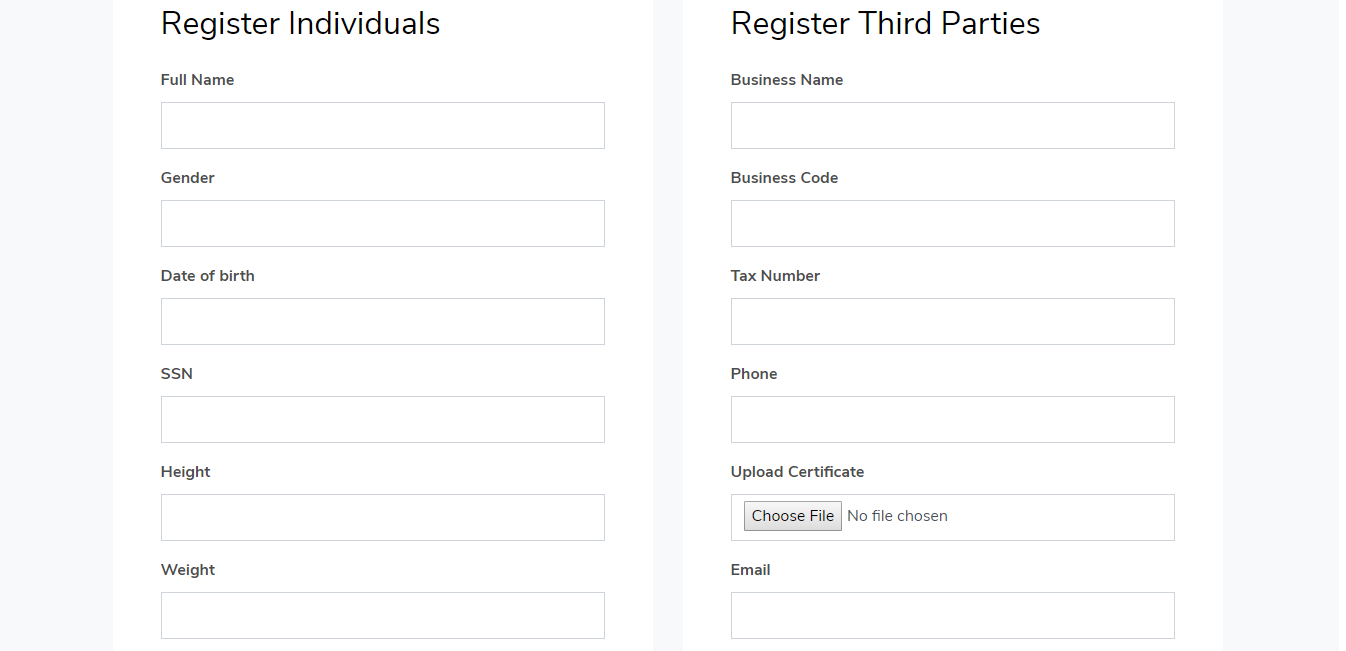 Register Individuals
Full Name
Gender
Date of birth
SSN
Height
Weight
Register Third Parties
Business Name
Business Code
Tax Number
Phone
Upload Certificate
Choose File No file chosen
Email